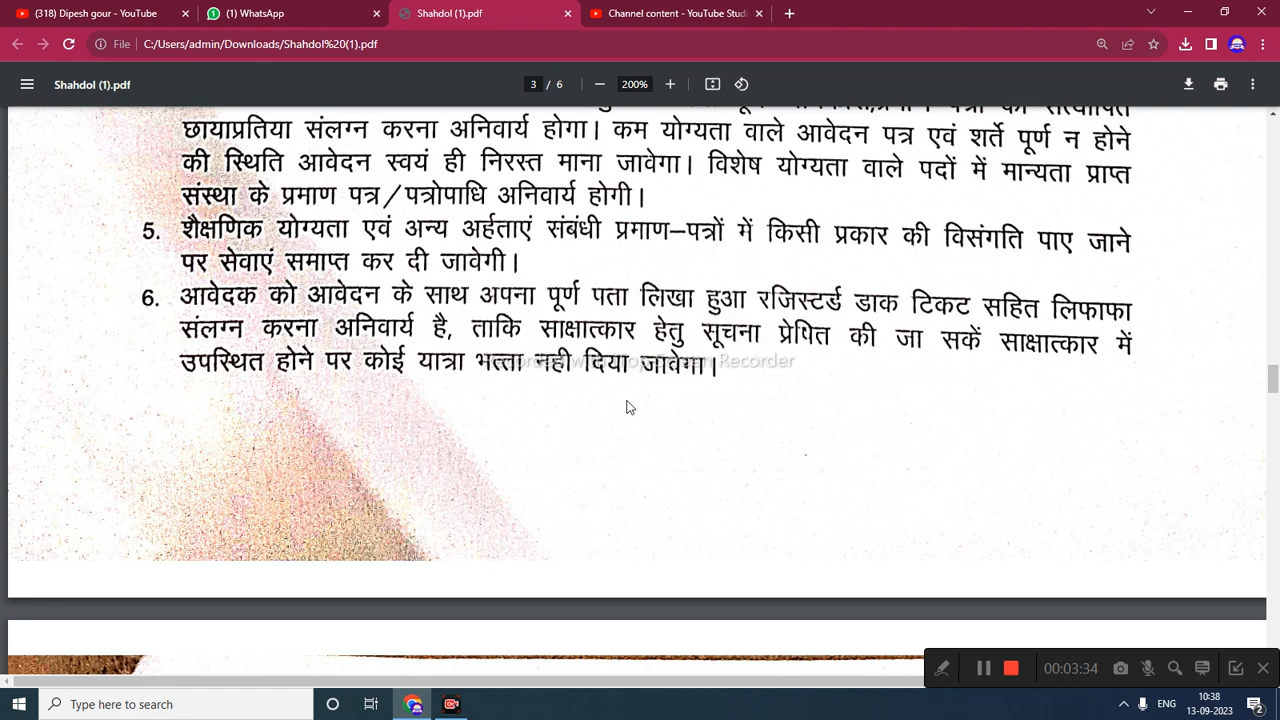 (318) Dipesh gour - YouTube
(1) WhatsApp
Shahdol (1).pdf
Channel content - YouTube Stud
File
C:/Users/admin/Downloads/Shahdol%20(1).pdf
Shahdol (1).pdf
3 / 6
200%
छायाप्रतिया संलग्न करना अनिवार्य होगा। कम योग्यता वाले आवेदन पत्र एवं शर्ते पूर्ण न होने
की स्थिति आवेदन स्वयं ही निरस्त माना जावेगा। विशेष योग्यता वाले पदों में मान्यता प्राप्त
संस्था के प्रमाण पत्र/पत्रोपाधि अनिवार्य होगी।
5. शैक्षणिक योग्यता एवं अन्य अर्हताएं संबंधी प्रमाण–पत्रों में किसी प्रकार की विसंगति पाए जाने
पर सेवाएं समाप्त कर दी जावेगी।
6. आवेदक को आवेदन के साथ अपना पूर्ण पता लिखा हुआ रजिस्टर्ड डाक टिकट सहित लिफाफा
संलग्न करना अनिवार्य है, ताकि साक्षात्कार हेतु सूचना प्रेषित की जा सकें साक्षात्कार में
उपस्थित होने पर कोई यात्रा भत्ता नही दिया जावेगा।
Screen Recorder
00:03:34
Type here to search
ENG
10:38
13-09-2023
2